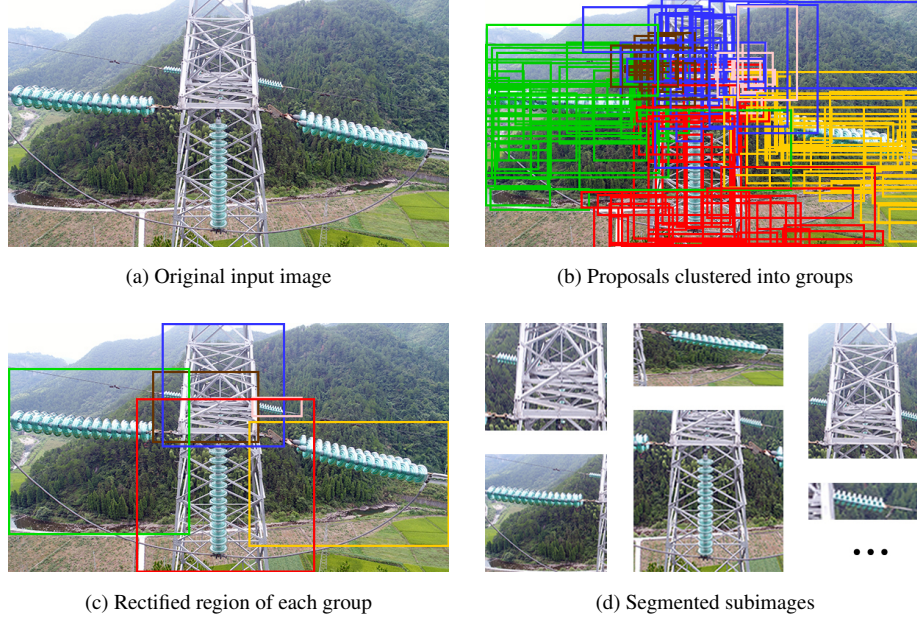 (a) Original input image
(b) Proposals clustered into groups
(c) Rectified region of each group
(d) Segmented subimages